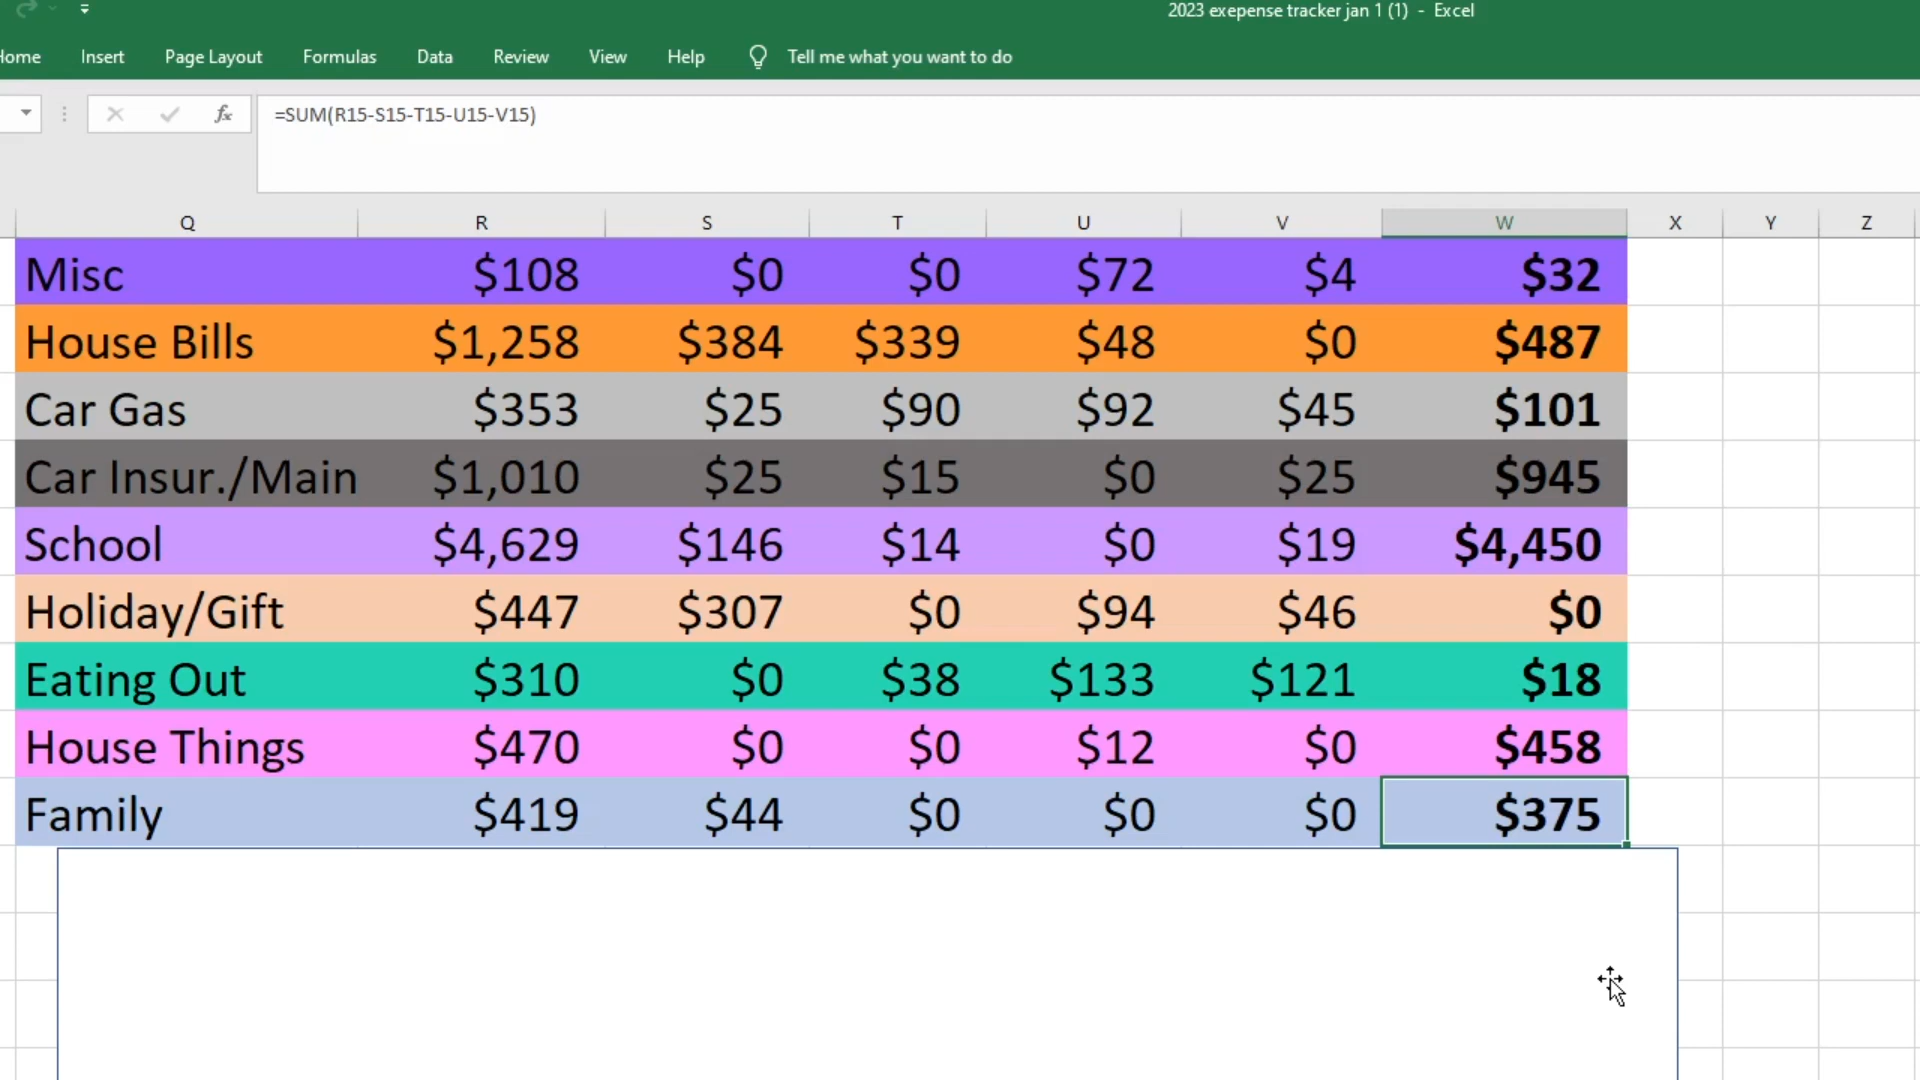 2023 exepense tracker jan 1 (1) - Excel
Home Insert Page Layout Formulas Data Review View Help Tell me what you want to do
fx =SUM(R15-S15-T15-U15-V15)
Q R S T U V W X Y Z
Misc $108 $0 $0 $72 $4 $32
House Bills $1,258 $384 $339 $48 $0 $487
Car Gas $353 $25 $90 $92 $45 $101
Car Insur./Main $1,010 $25 $15 $0 $25 $945
School $4,629 $146 $14 $0 $19 $4,450
Holiday/Gift $447 $307 $0 $94 $46 $0
Eating Out $310 $0 $38 $133 $121 $18
House Things $470 $0 $0 $12 $0 $458
Family $419 $44 $0 $0 $0 $375